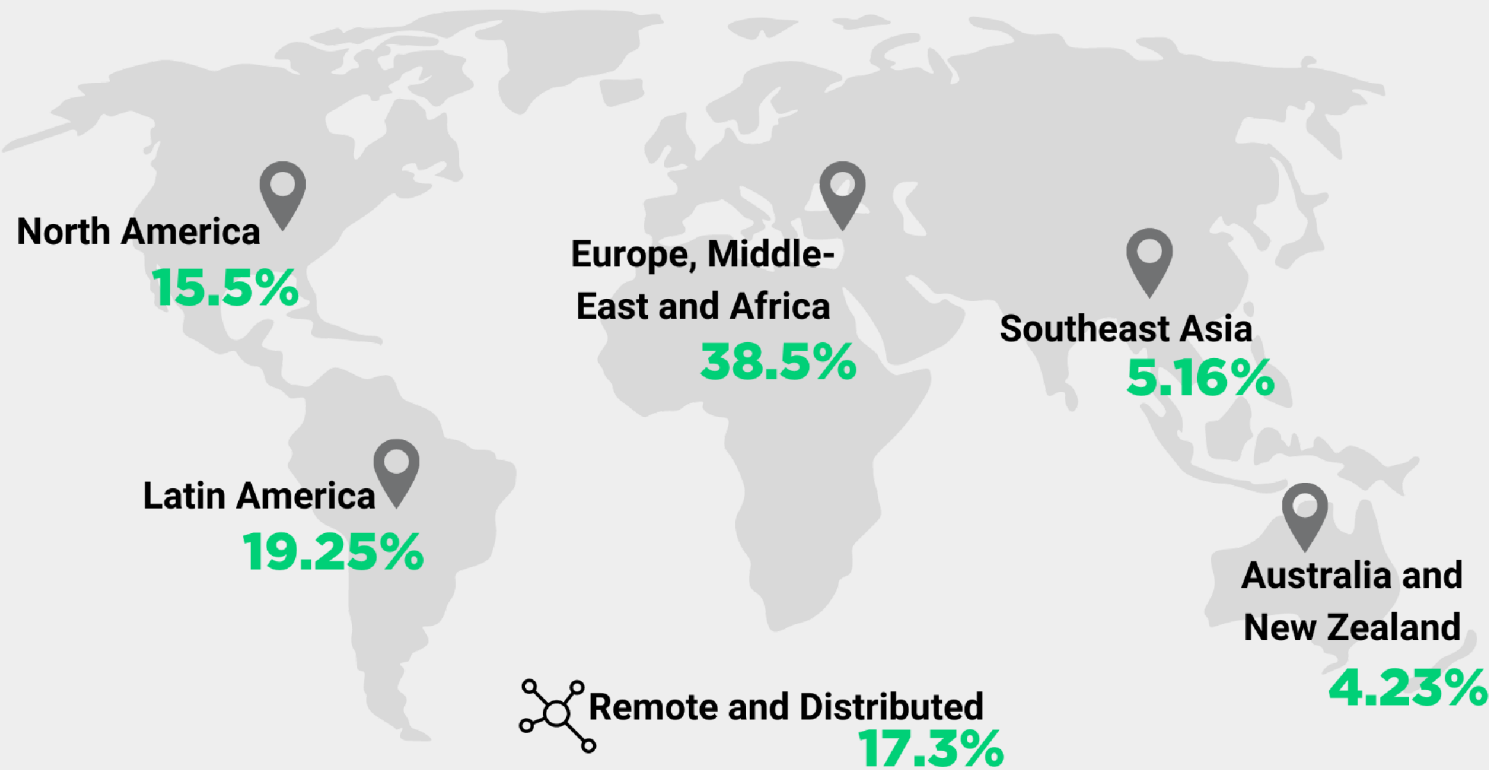 North America
15.5%
Europe, Middle-
East and Africa
38.5%
Southeast Asia
5.16%
Latin America
19.25%
Australia and
New Zealand
4.23%
Remote and Distributed
17.3%